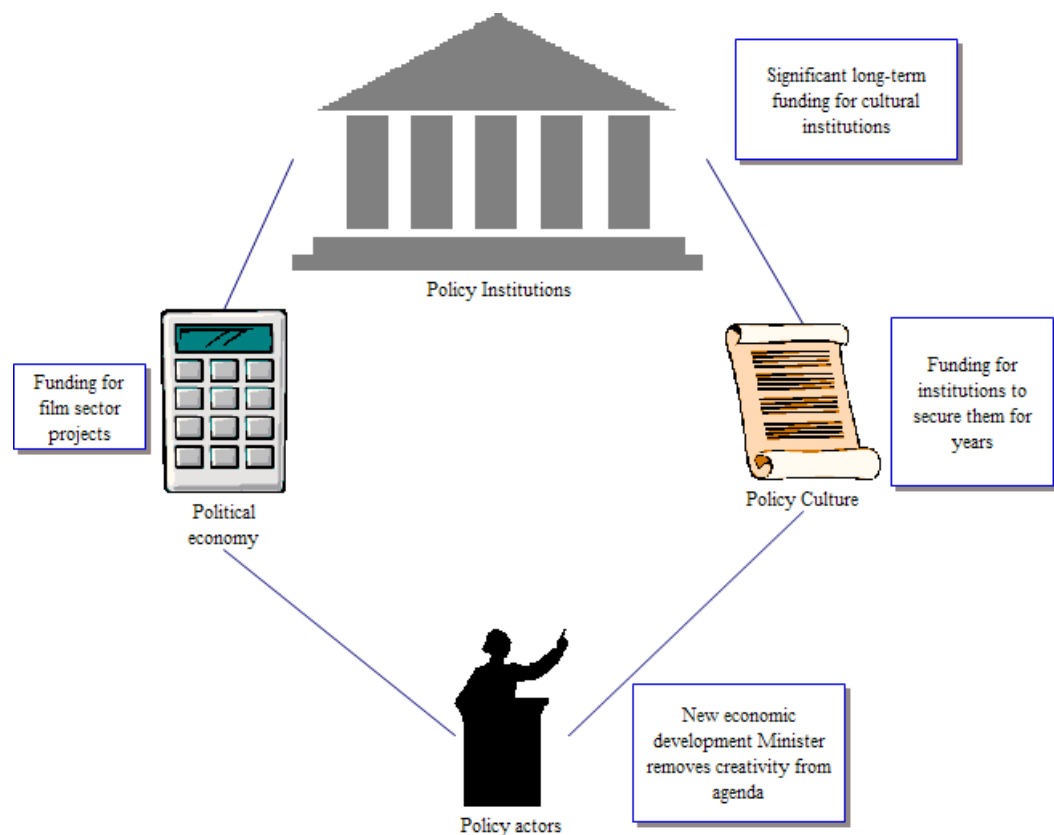 Significant long-term
funding for cultural
institutions
Policy Institutions
Funding for
film sector
projects
Funding for
institutions to
secure them for
years
Political
economy
Policy Culture
New economic
development Minister
removes creativity from
agenda
Policy actors